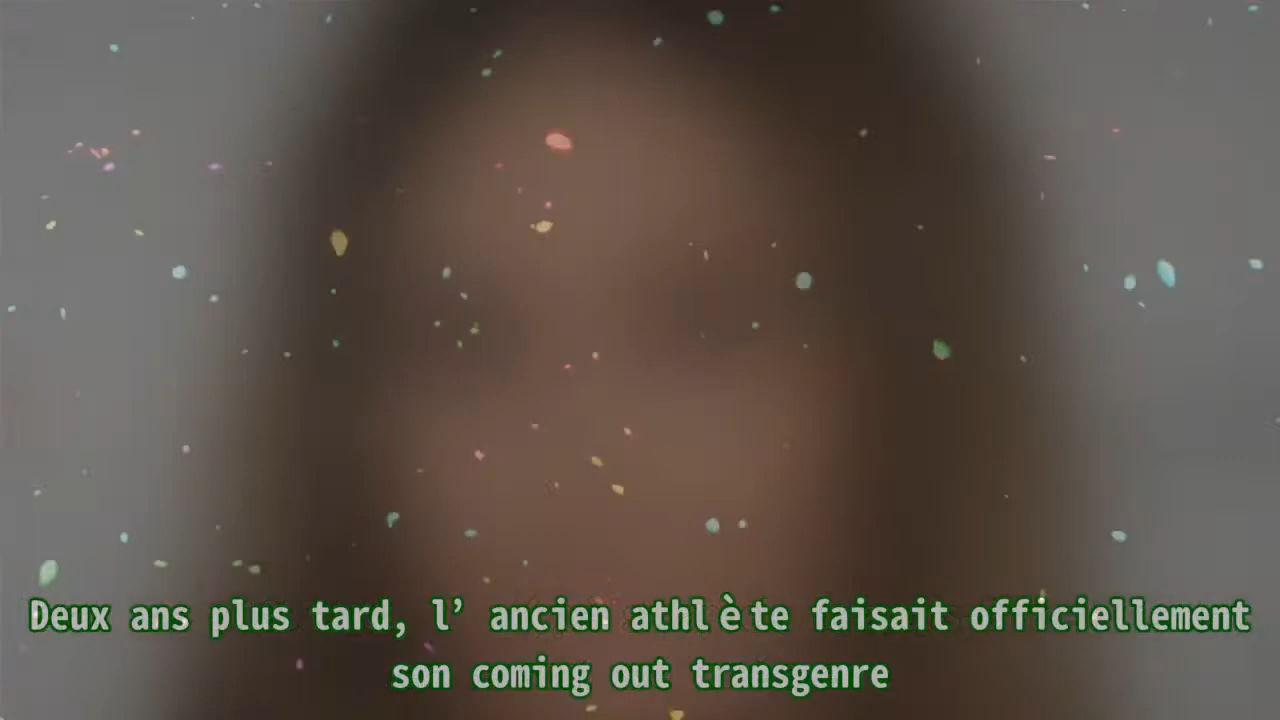 Deux ans plus tard, l’ ancien athlète faisait officiellement
son coming out transgenre